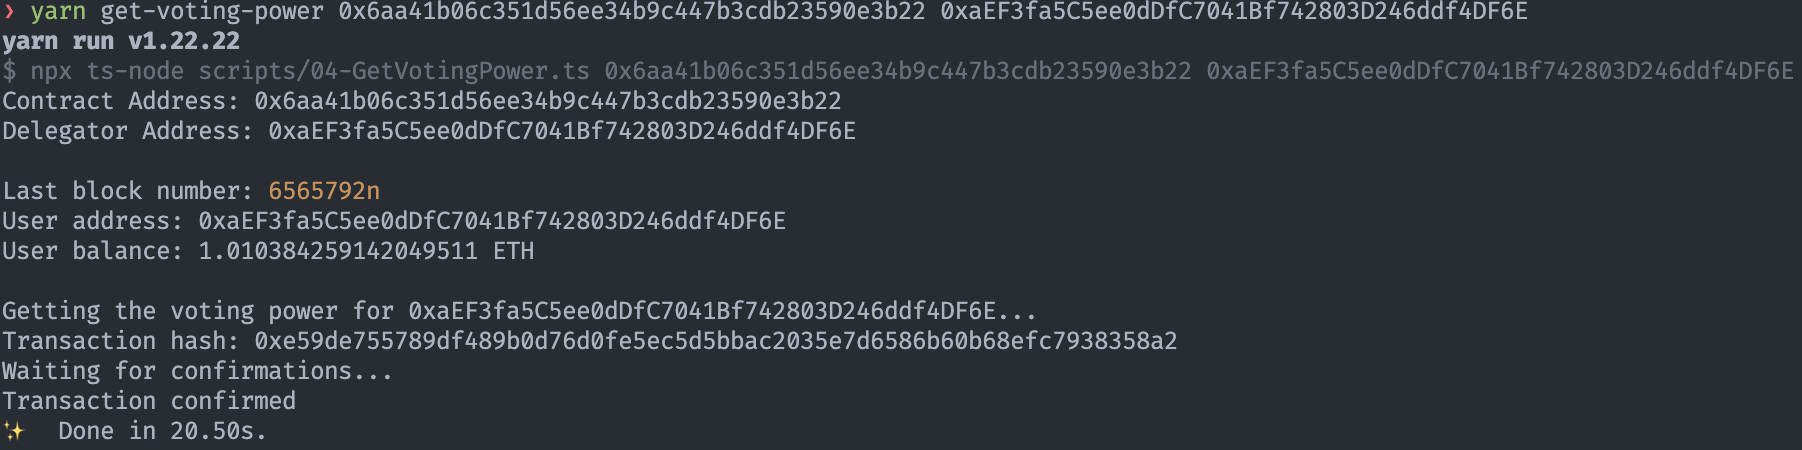 ❯ yarn get-voting-power 0x6aa41b06c351d56ee34b9c447b3cdb23590e3b22 0xaEF3fa5C5ee0dDfC7041Bf742803D246ddf4DF6E
yarn run v1.22.22
$ npx ts-node scripts/04-GetVotingPower.ts 0x6aa41b06c351d56ee34b9c447b3cdb23590e3b22 0xaEF3fa5C5ee0dDfC7041Bf742803D246ddf4DF6E
Contract Address: 0x6aa41b06c351d56ee34b9c447b3cdb23590e3b22
Delegator Address: 0xaEF3fa5C5ee0dDfC7041Bf742803D246ddf4DF6E
Last block number: 6565792n
User address: 0xaEF3fa5C5ee0dDfC7041Bf742803D246ddf4DF6E
User balance: 1.010384259142049511 ETH
Getting the voting power for 0xaEF3fa5C5ee0dDfC7041Bf742803D246ddf4DF6E...
Transaction hash: 0xe59de755789df489b0d76d0fe5ec5d5bbac2035e7d6586b60b68efc7938358a2
Waiting for confirmations...
Transaction confirmed
✨ Done in 20.50s.